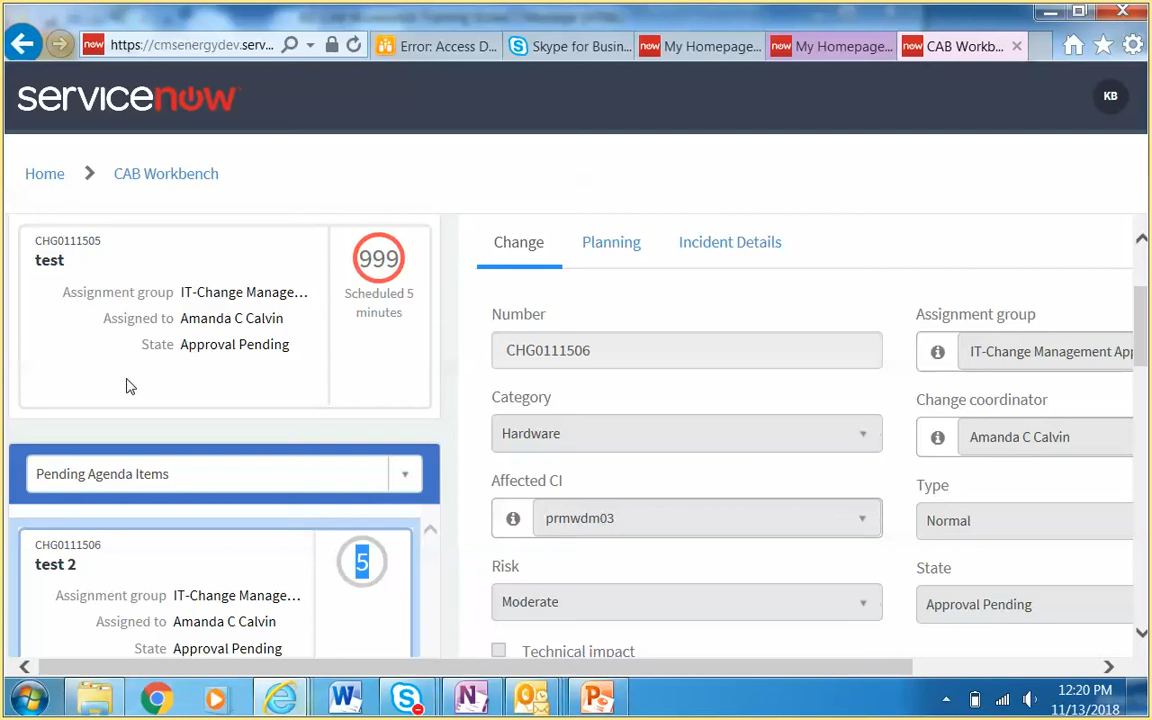 https://cmsenergydev.serv...
Error: Access D...
Skype for Busin...
now My Homepage...
now My Homepage...
now CAB Workb...
servicenow
KB
Home > CAB Workbench
CHG0111505
test
999
Scheduled 5
minutes
Assignment group IT-Change Manage...
Assigned to Amanda C Calvin
State Approval Pending
Pending Agenda Items
CHG0111506
test 2
5
Assignment group IT-Change Manage...
Assigned to Amanda C Calvin
State Approval Pending
Change Planning Incident Details
Number
CHG0111506
Category
Hardware
Affected CI
prmwdm03
Risk
Moderate
Technical impact
Assignment group
IT-Change Management App
Change coordinator
Amanda C Calvin
Type
Normal
State
Approval Pending
12:20 PM
11/13/2018